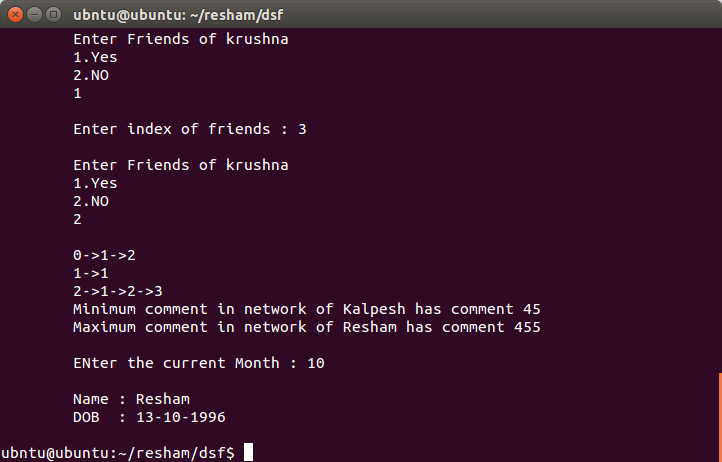 ubntu@ubuntu: ~/resham/dsf
Enter Friends of krushna
1.Yes
2.NO
1
Enter index of friends : 3
Enter Friends of krushna
1.Yes
2.NO
2
0->1->2
1->1
2->1->2->3
Minimum comment in network of Kalpesh has comment 45
Maximum comment in network of Resham has comment 455
ENter the current Month : 10
Name : Resham
DOB  : 13-10-1996
ubntu@ubuntu:~/resham/dsf$